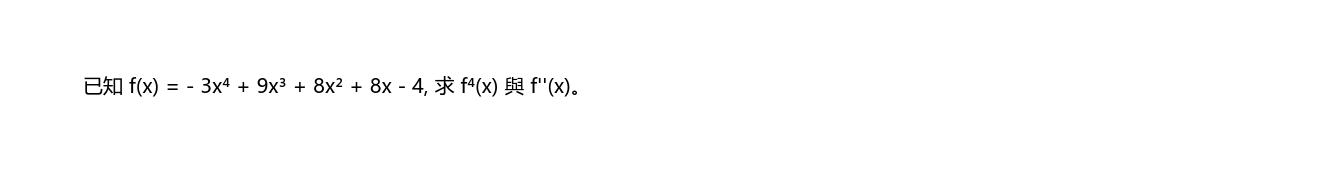 已知 f(x) = - 3x⁴ + 9x³ + 8x² + 8x - 4, 求 f⁴(x) 與 f''(x)。